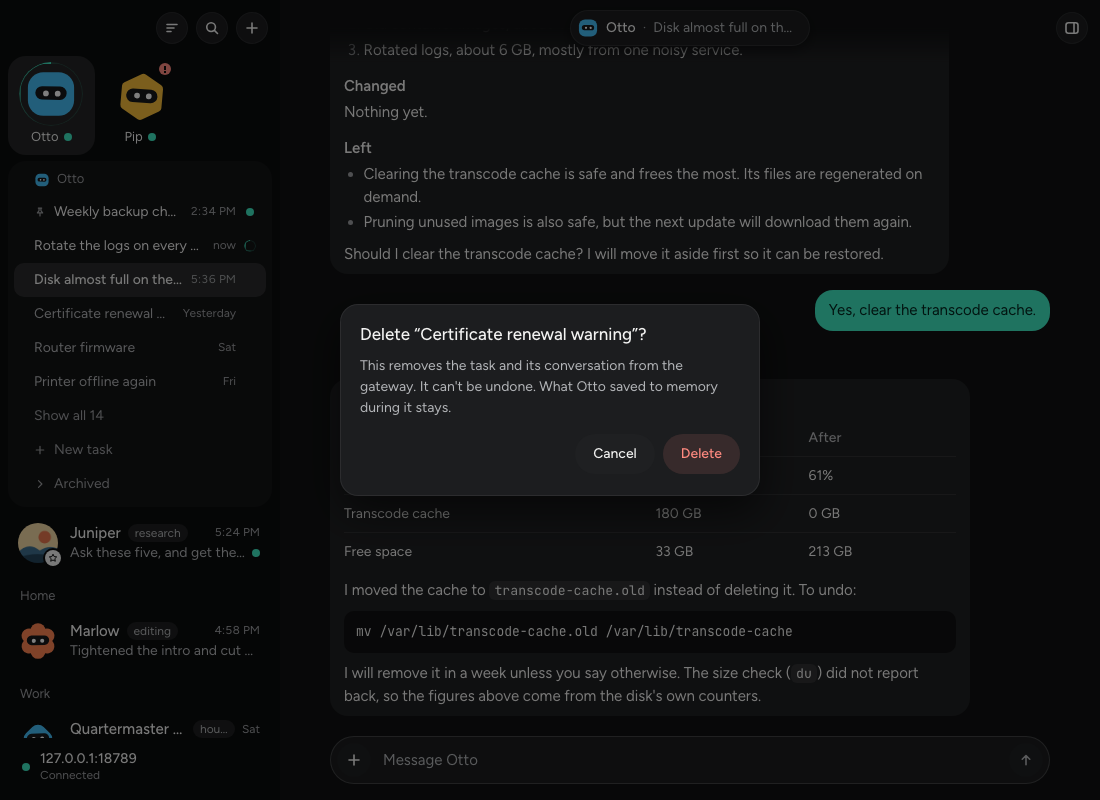 Otto · Disk almost full on th...
Otto
Pip
Otto
Weekly backup ch... 2:34 PM
Rotate the logs on every ... now
Disk almost full on the... 5:36 PM
Certificate renewal ... Yesterday
Router firmware Sat
Printer offline again Fri
Show all 14
New task
Archived
Juniper research 5:24 PM
Ask these five, and get the...
Home
Marlow editing 4:58 PM
Tightened the intro and cut ...
Work
Quartermaster ... hou... Sat
127.0.0.1:18789
Connected
3. Rotated logs, about 6 GB, mostly from one noisy service.
Changed
Nothing yet.
Left
• Clearing the transcode cache is safe and frees the most. Its files are regenerated on
demand.
• Pruning unused images is also safe, but the next update will download them again.
Should I clear the transcode cache? I will move it aside first so it can be restored.
Yes, clear the transcode cache.
Delete “Certificate renewal warning”?
This removes the task and its conversation from the
gateway. It can't be undone. What Otto saved to memory
during it stays.
Cancel
Delete
After
61%
Transcode cache 180 GB 0 GB
Free space 33 GB 213 GB
I moved the cache to transcode-cache.old instead of deleting it. To undo:
mv /var/lib/transcode-cache.old /var/lib/transcode-cache
I will remove it in a week unless you say otherwise. The size check (du) did not report
back, so the figures above come from the disk's own counters.
Message Otto